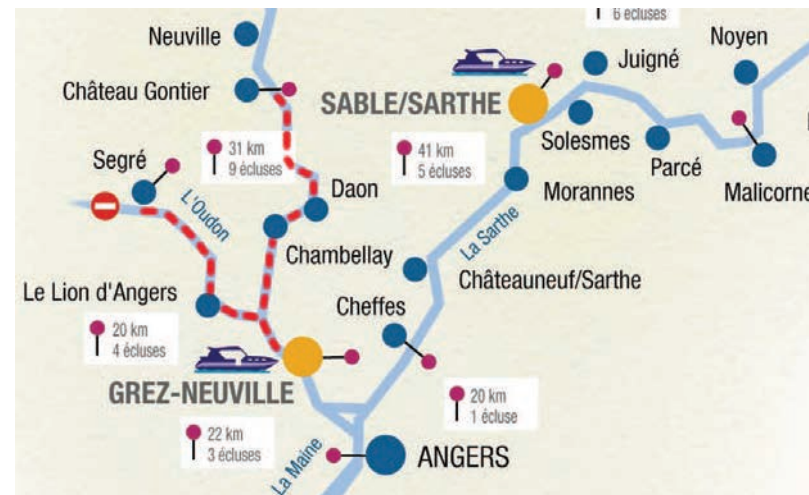 6 écluses
Neuville
Juigné
Noyen
Château Gontier
SABLE/SARTHE
31 km
9 écluses
41 km
5 écluses
Solesmes
Segré
Parcé
Daon
Morannes
Malicorne
L'Oudon
La Sarthe
Chambellay
Châteauneuf/Sarthe
Le Lion d'Angers
Cheffes
20 km
4 écluses
GREZ-NEUVILLE
20 km
1 écluse
22 km
3 écluses
La Maine
ANGERS